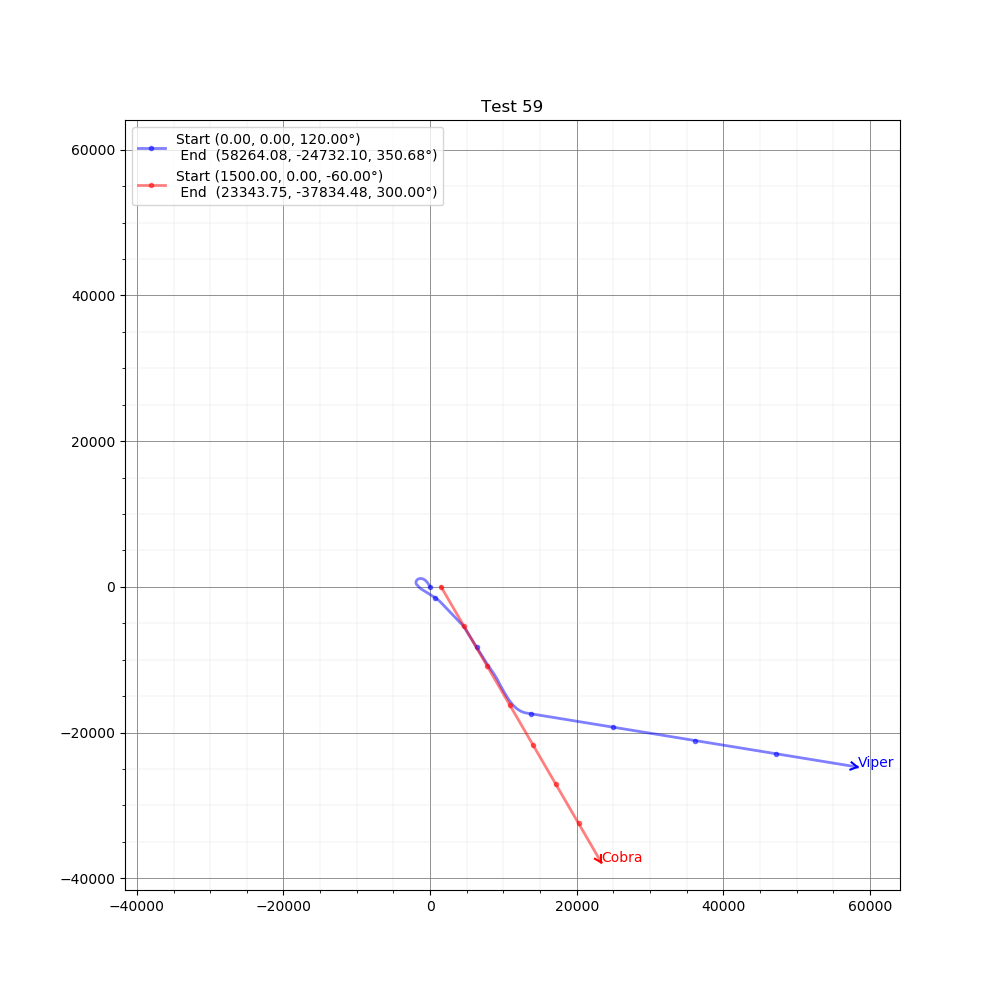 Test 59
Start (0.00, 0.00, 120.00°)
End  (58264.08, -24732.10, 350.68°)
Start (1500.00, 0.00, -60.00°)
End  (23343.75, -37834.48, 300.00°)
60000
40000
20000
0
−20000
−40000
Viper
Cobra
−40000
−20000
0
20000
40000
60000